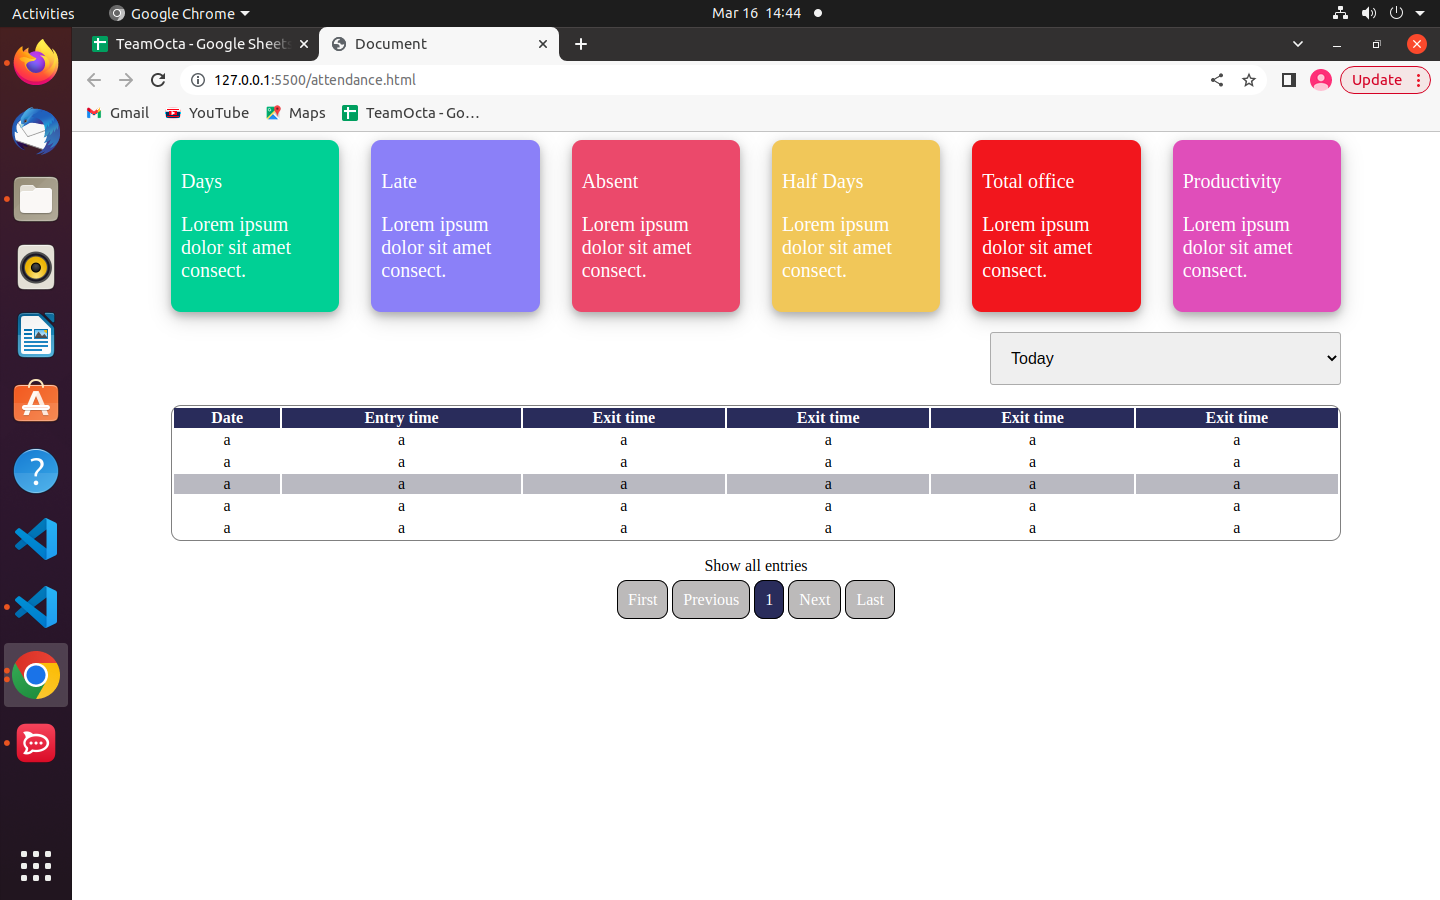 Activities Google Chrome Mar 16 14:44
TeamOcta - Google Sheets Document
127.0.0.1:5500/attendance.html Update
Gmail YouTube Maps TeamOcta - Go...
Days Late Absent Half Days Total office Productivity
Lorem ipsum Lorem ipsum Lorem ipsum Lorem ipsum Lorem ipsum Lorem ipsum
dolor sit amet dolor sit amet dolor sit amet dolor sit amet dolor sit amet dolor sit amet
consect. consect. consect. consect. consect. consect.
Today
Date Entry time Exit time Exit time Exit time Exit time
a a a a a a
a a a a a a
a a a a a a
a a a a a a
a a a a a a
Show all entries
First Previous 1 Next Last